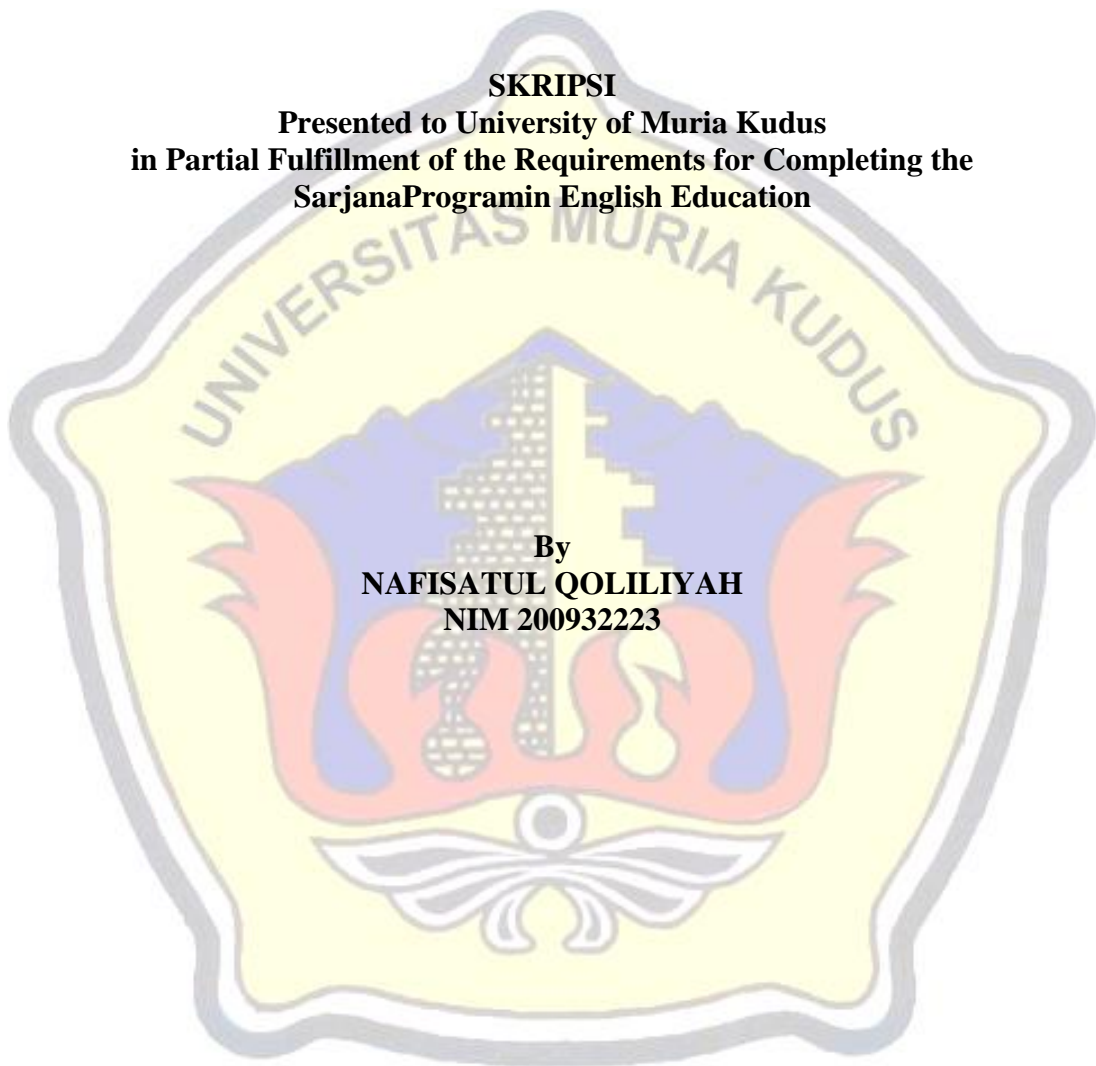 SKRIPSI
Presented to University of Muria Kudus
in Partial Fulfillment of the Requirements for Completing the
SarjanaProgramin English Education
UNIVERSITAS MURIA KUDUS
By
NAFISATUL QOLILIYAH
NIM 200932223